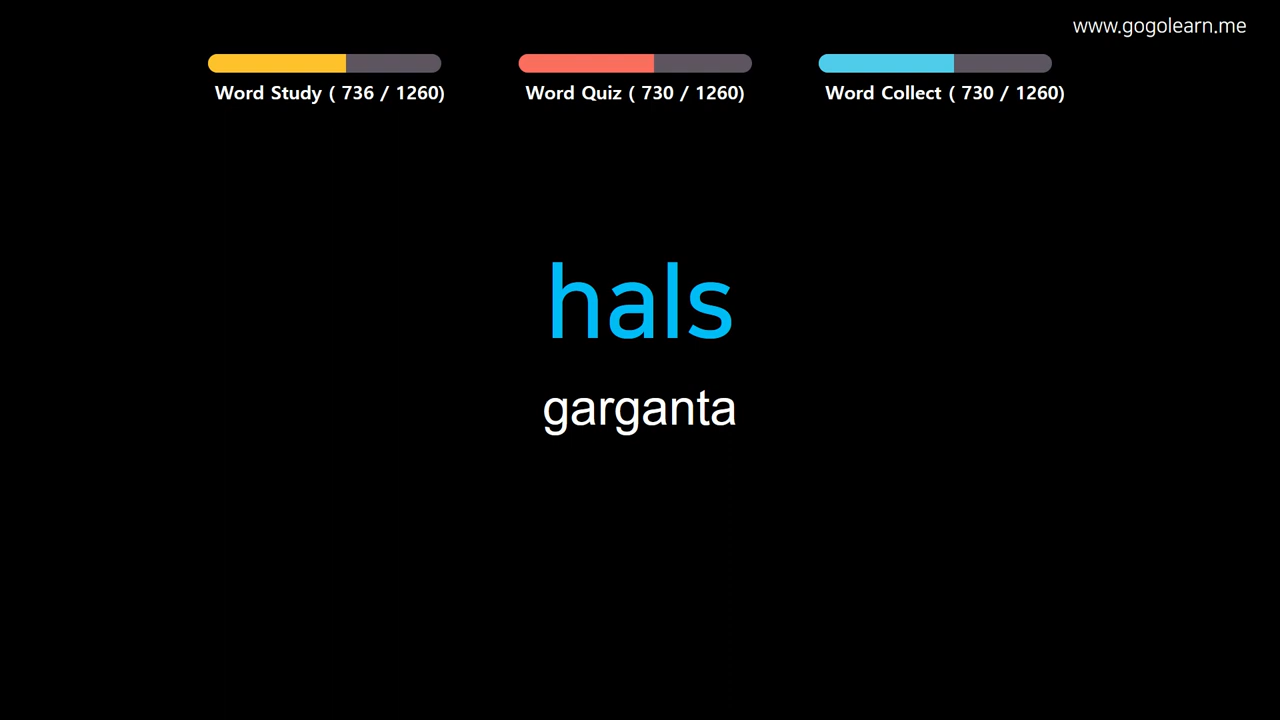 www.gogolearn.me
Word Study ( 736 / 1260)
Word Quiz ( 730 / 1260)
Word Collect ( 730 / 1260)
hals
garganta